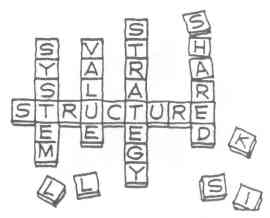 SYSTEM
VALUE
STRATEGY
SHARED
STRUCTURE
K
L L S I